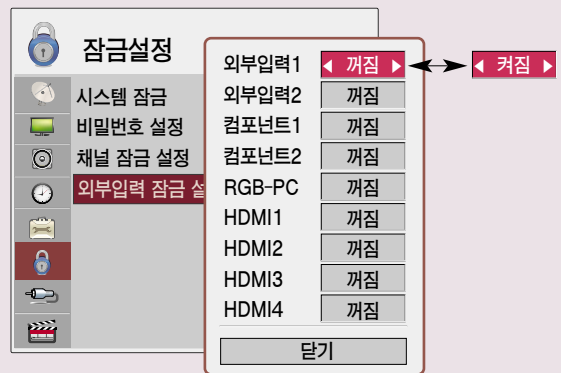 잠금설정
시스템 잠금
비밀번호 설정
채널 잠금 설정
외부입력 잠금 설
외부입력1 ◀ 꺼짐 ▶ ◀ 켜짐 ▶
외부입력2 꺼짐
컴포넌트1 꺼짐
컴포넌트2 꺼짐
RGB-PC 꺼짐
HDMI1 꺼짐
HDMI2 꺼짐
HDMI3 꺼짐
HDMI4 꺼짐
닫기